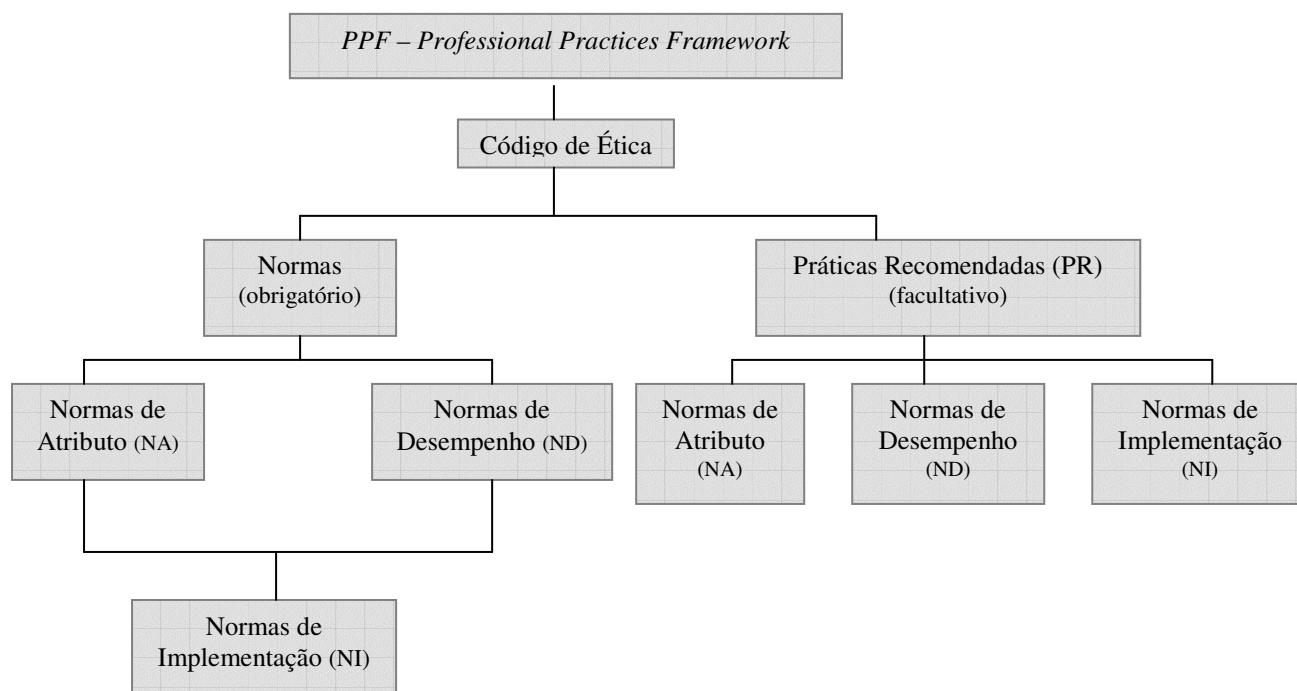 PPF – Professional Practices Framework
Código de Ética
Normas
(obrigatório)
Práticas Recomendadas (PR)
(facultativo)
Normas de
Atributo (NA)
Normas de
Desempenho (ND)
Normas de
Atributo
(NA)
Normas de
Desempenho
(ND)
Normas de
Implementação
(NI)
Normas de
Implementação (NI)